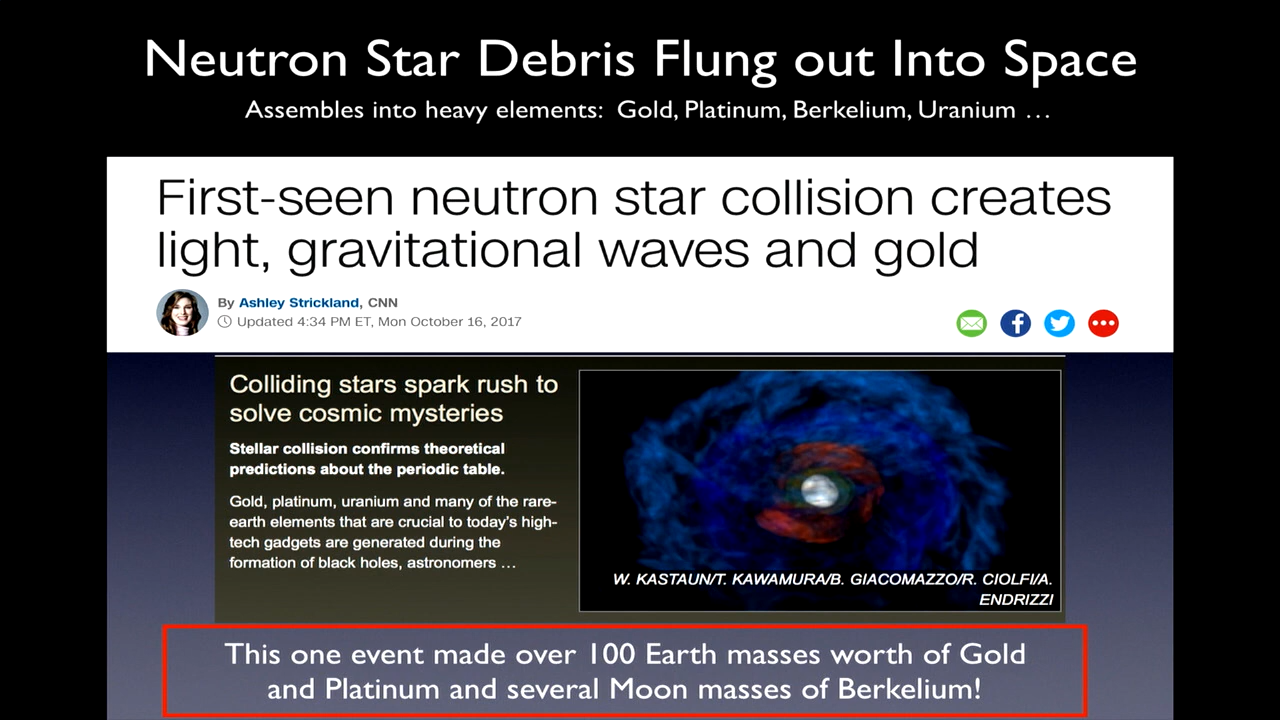 Neutron Star Debris Flung out Into Space
Assembles into heavy elements: Gold, Platinum, Berkelium, Uranium …
First-seen neutron star collision creates
light, gravitational waves and gold
By Ashley Strickland, CNN
Updated 4:34 PM ET, Mon October 16, 2017
Colliding stars spark rush to
solve cosmic mysteries
Stellar collision confirms theoretical
predictions about the periodic table.
Gold, platinum, uranium and many of the rare-
earth elements that are crucial to today's high-
tech gadgets are generated during the
formation of black holes, astronomers …
W. KASTAUN/T. KAWAMURA/B. GIACOMAZZO/R. CIOLFI/A.
ENDRIZZI
This one event made over 100 Earth masses worth of Gold
and Platinum and several Moon masses of Berkelium!